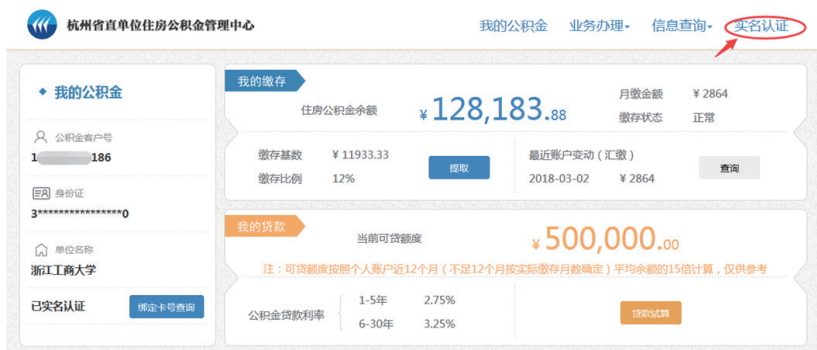 杭州省直单位住房公积金管理中心 我的公积金 业务办理 信息查询 实名认证
我的公积金
公积金客户号
1 186
身份证
3****************0
单位名称
浙江工商大学
已实名认证 绑定卡号查询
我的缴存
住房公积金余额 ¥128,183.88
月缴金额 ¥ 2864
缴存状态 正常
缴存基数 ¥ 11933.33
缴存比例 12%
提取
最近账户变动（汇缴）
2018-03-02 ¥ 2864
查询
我的贷款
当前可贷额度 ¥500,000.00
注：可贷额度按照个人账户近12个月（不足12个月按实际缴存月数确定）平均余额的15倍计算，仅供参考
公积金贷款利率
1-5年 2.75%
6-30年 3.25%
贷款试算